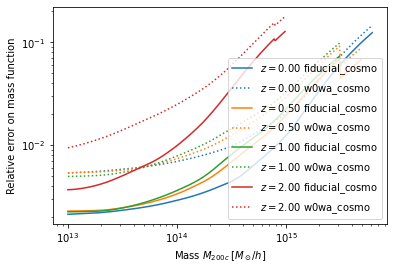 Relative error on mass function
10⁻¹
10⁻²
z = 0.00 fiducial_cosmo
z = 0.00 w0wa_cosmo
z = 0.50 fiducial_cosmo
z = 0.50 w0wa_cosmo
z = 1.00 fiducial_cosmo
z = 1.00 w0wa_cosmo
z = 2.00 fiducial_cosmo
z = 2.00 w0wa_cosmo
10¹³ 10¹⁴ 10¹⁵
Mass M₂₀₀c [M⊙/h]